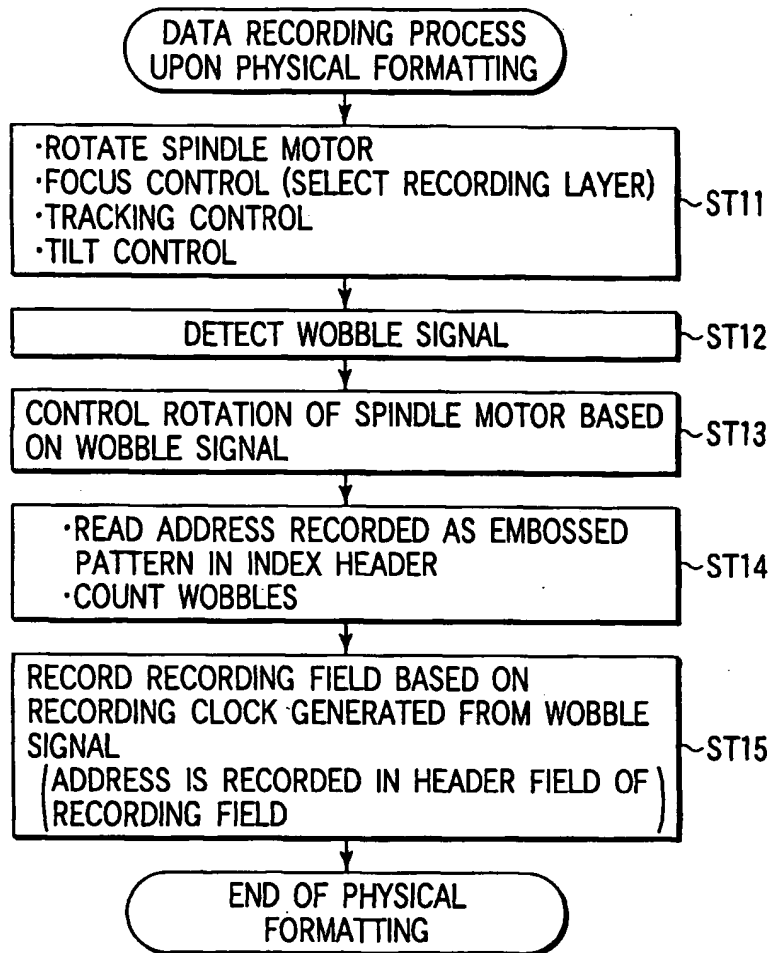 DATA RECORDING PROCESS
UPON PHYSICAL FORMATTING
·ROTATE SPINDLE MOTOR
·FOCUS CONTROL (SELECT RECORDING LAYER)
·TRACKING CONTROL
·TILT CONTROL
~ST11
DETECT WOBBLE SIGNAL
~ST12
CONTROL ROTATION OF SPINDLE MOTOR BASED
ON WOBBLE SIGNAL
~ST13
·READ ADDRESS RECORDED AS EMBOSSED
PATTERN IN INDEX HEADER
·COUNT WOBBLES
~ST14
RECORD RECORDING FIELD BASED ON
RECORDING CLOCK GENERATED FROM WOBBLE
SIGNAL
(ADDRESS IS RECORDED IN HEADER FIELD OF
RECORDING FIELD)
~ST15
END OF PHYSICAL
FORMATTING